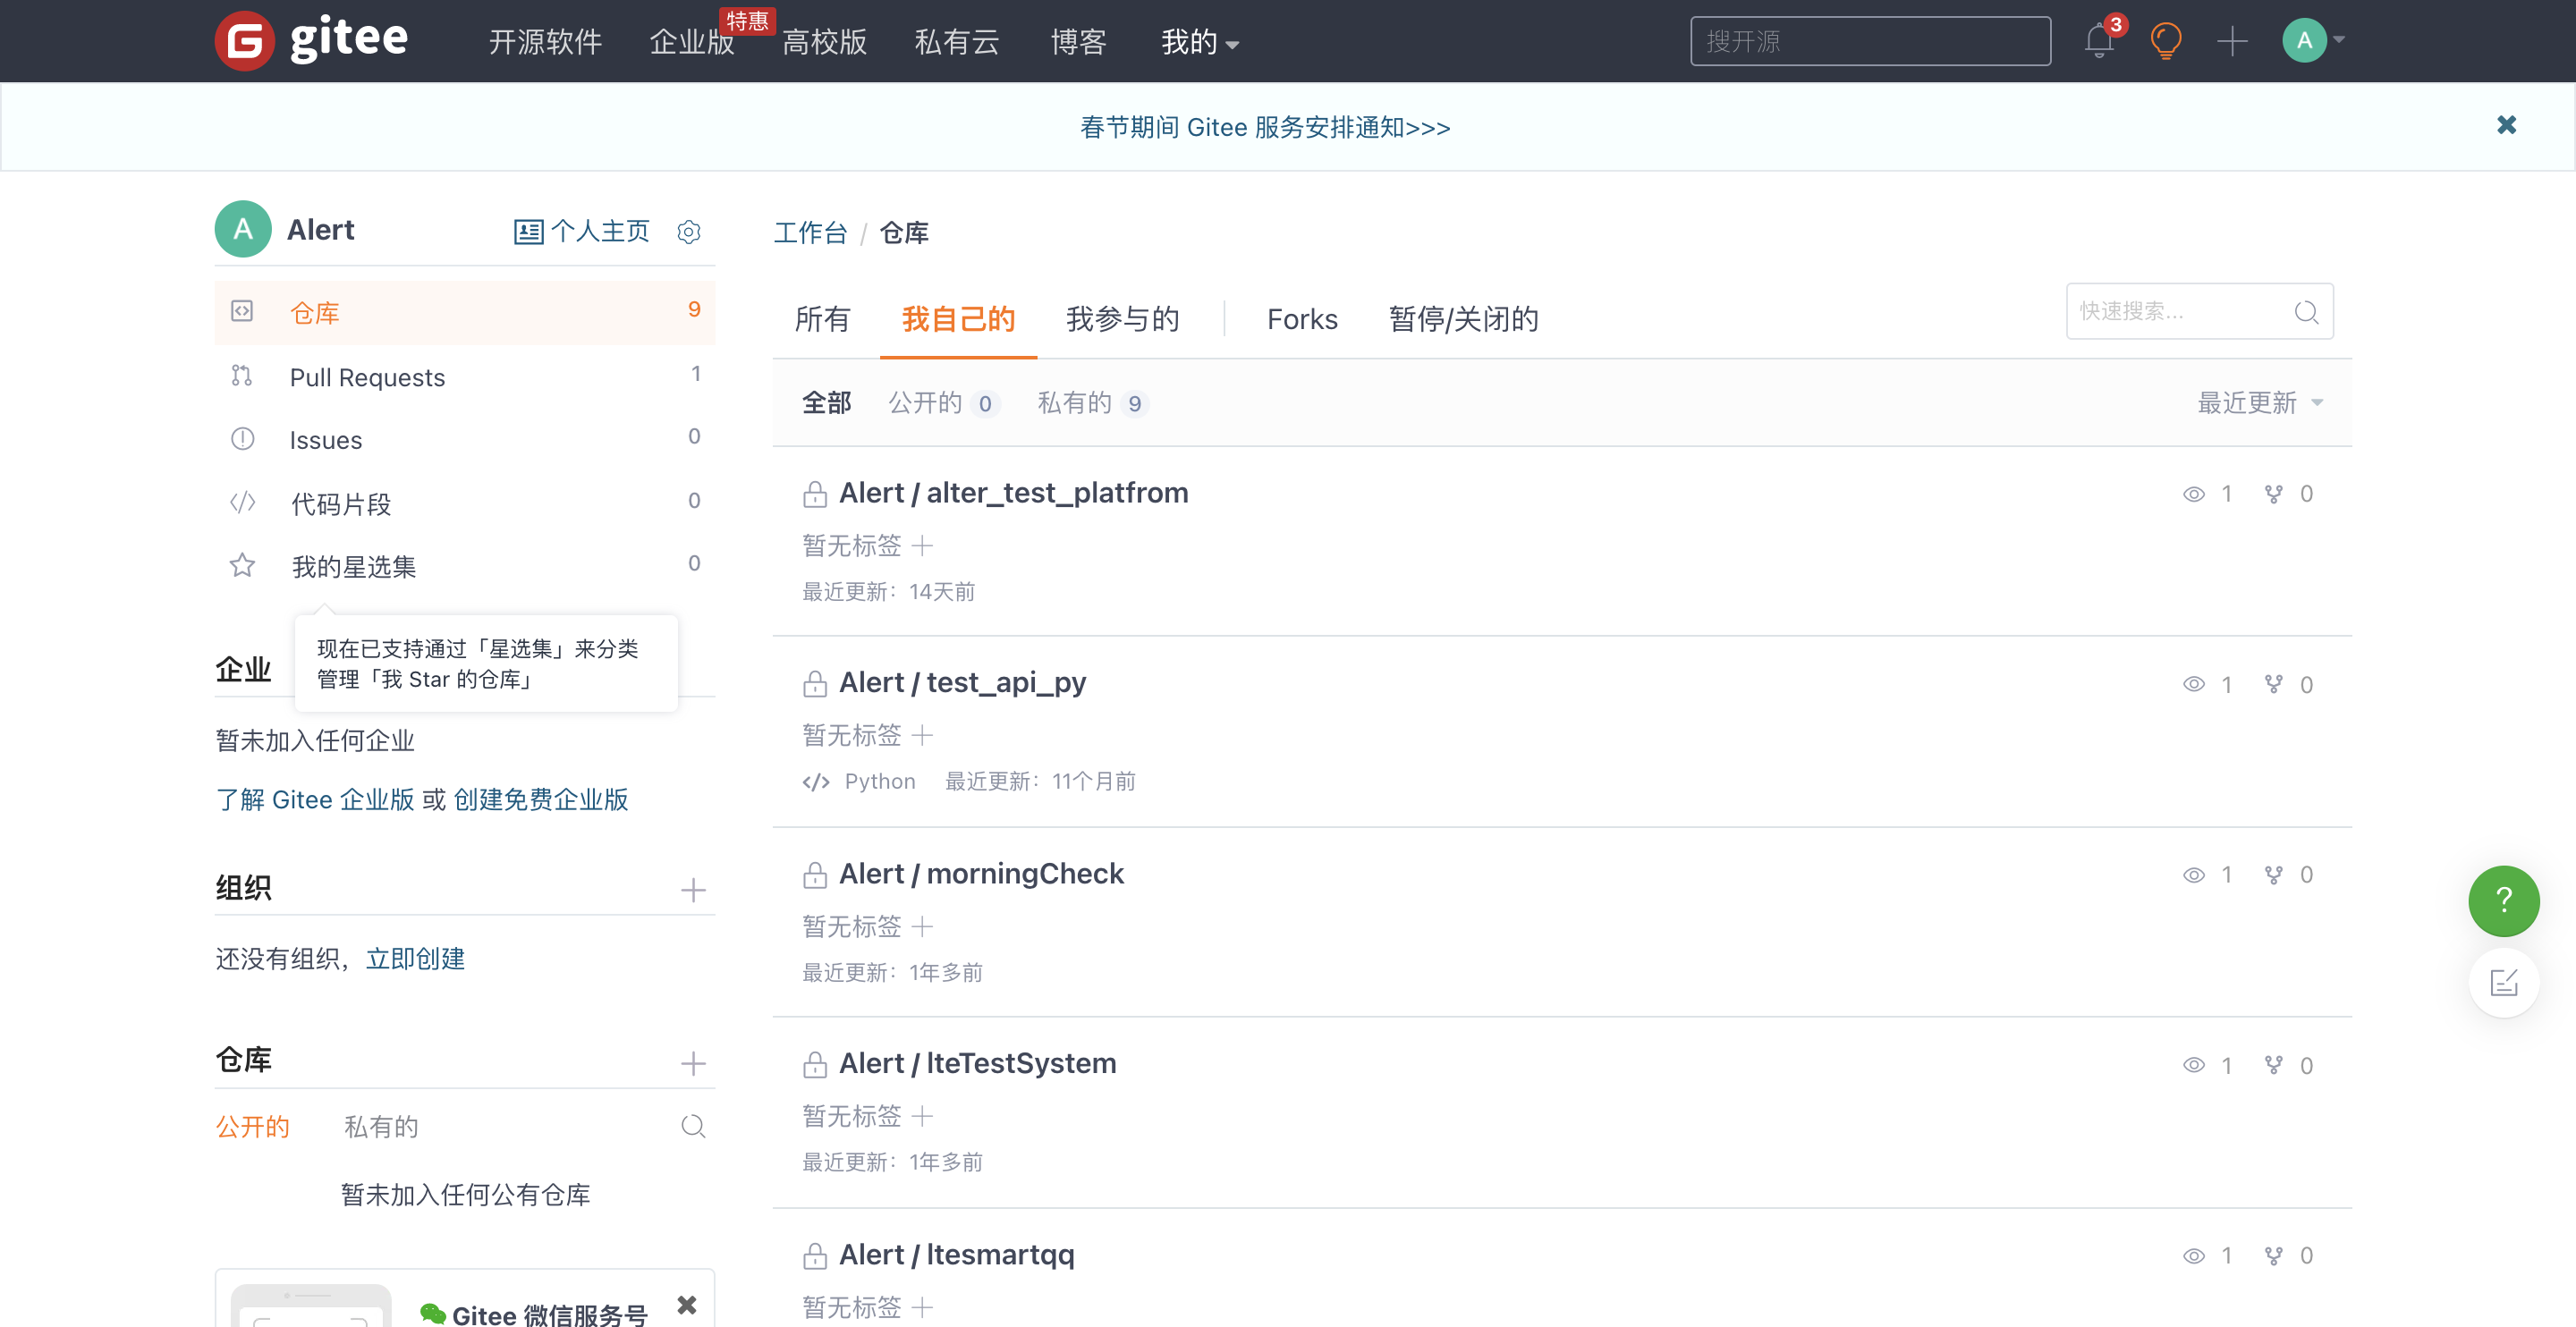 gitee 开源软件 企业版 特惠 高校版 私有云 博客 我的 搜开源 3 A
春节期间 Gitee 服务安排通知>>>
A Alert 个人主页
仓库 9
Pull Requests 1
Issues 0
代码片段 0
我的星选集 0
现在已支持通过「星选集」来分类
管理「我 Star 的仓库」
企业
暂未加入任何企业
了解 Gitee 企业版 或 创建免费企业版
组织
还没有组织，立即创建
仓库
公开的 私有的
暂未加入任何公有仓库
Gitee 微信服务号
工作台 / 仓库
所有 我自己的 我参与的 Forks 暂停/关闭的 快速搜索...
全部 公开的 0 私有的 9 最近更新
Alert / alter_test_platfrom 1 0
暂无标签
最近更新：14天前
Alert / test_api_py 1 0
暂无标签
Python 最近更新：11个月前
Alert / morningCheck 1 0
暂无标签
最近更新：1年多前
Alert / lteTestSystem 1 0
暂无标签
最近更新：1年多前
Alert / ltesmartqq 1 0
暂无标签
?